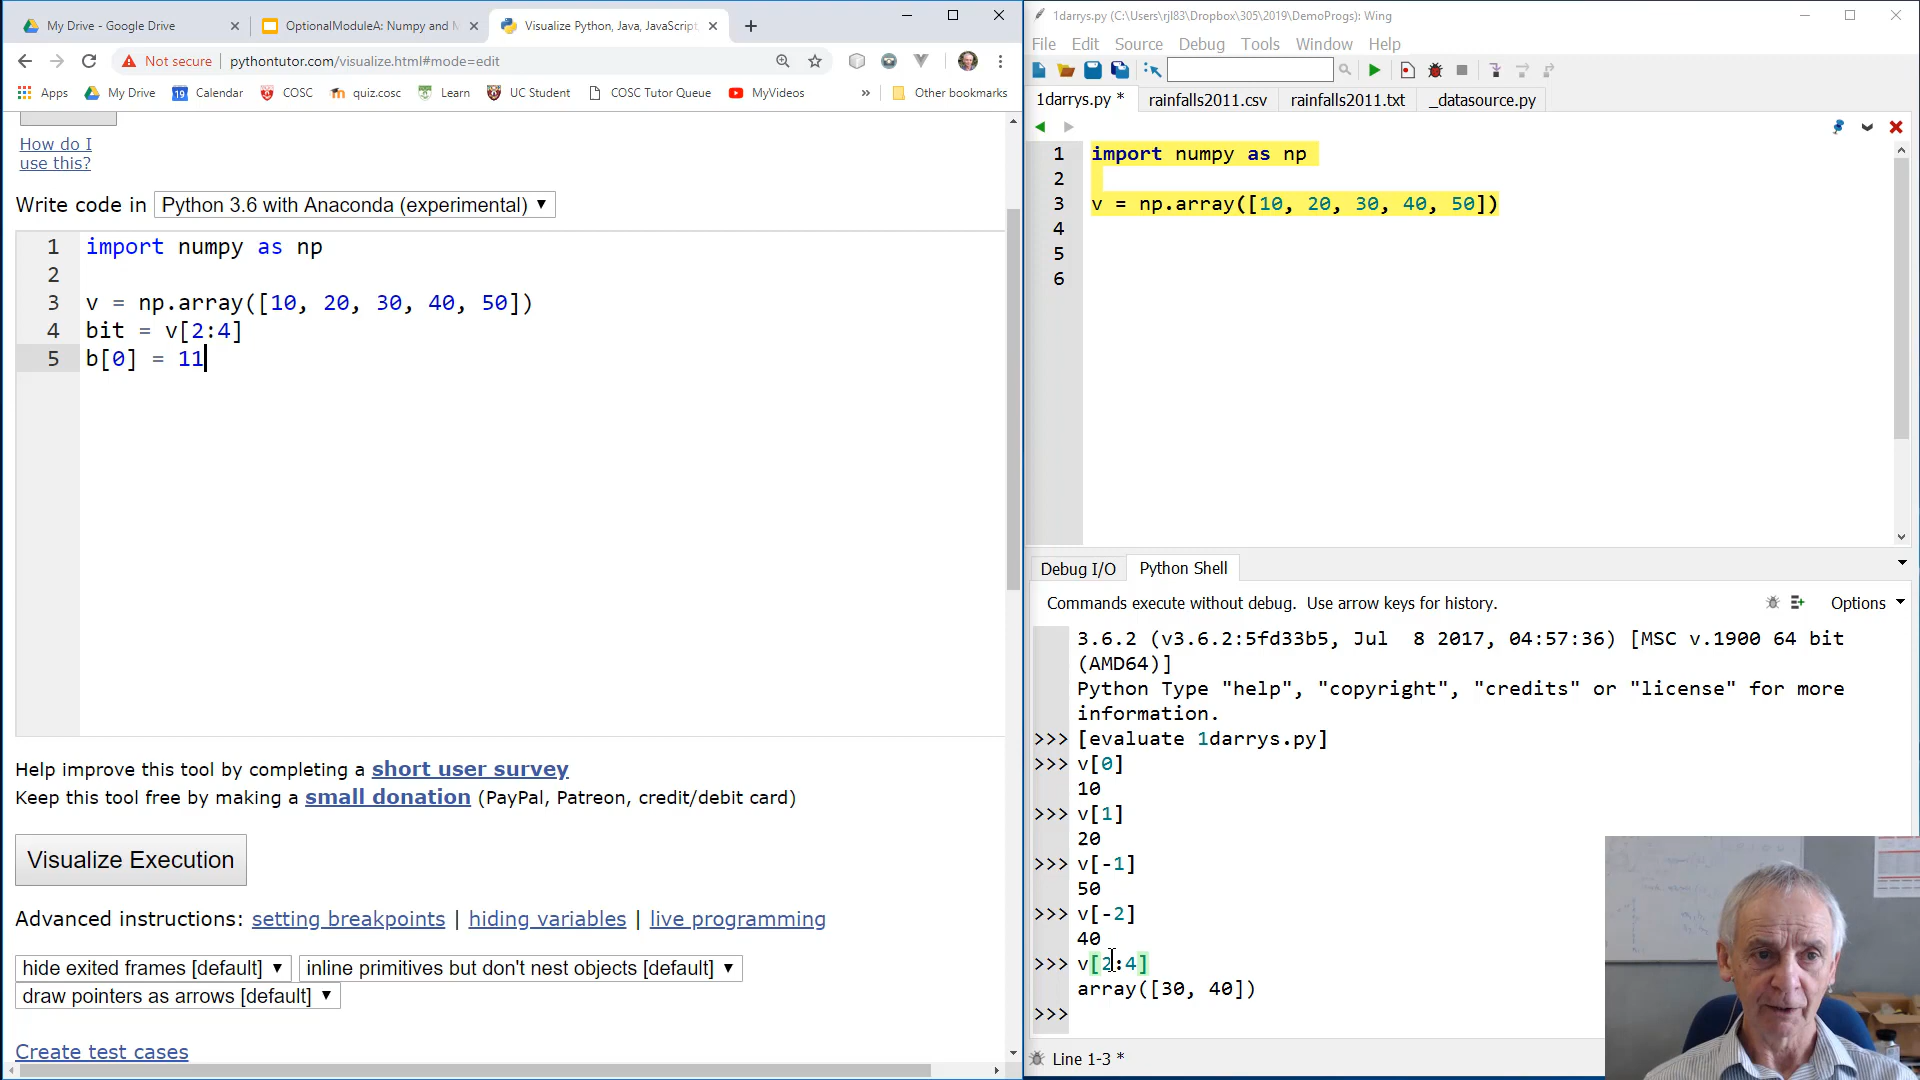 My Drive - Google Drive
OptionalModuleA: Numpy and M
Visualize Python, Java, JavaScript,
Not secure
pythontutor.com/visualize.html#mode=edit
Apps
My Drive
Calendar
COSC
quiz.cosc
Learn
UC Student
COSC Tutor Queue
MyVideos
»
Other bookmarks
How do I
use this?
Write code in Python 3.6 with Anaconda (experimental)
1 import numpy as np
2
3 v = np.array([10, 20, 30, 40, 50])
4 bit = v[2:4]
5 b[0] = 11
Help improve this tool by completing a short user survey
Keep this tool free by making a small donation (PayPal, Patreon, credit/debit card)
Visualize Execution
Advanced instructions: setting breakpoints | hiding variables | live programming
hide exited frames [default] inline primitives but don't nest objects [default]
draw pointers as arrows [default]
Create test cases
1darrys.py (C:\Users\rjl83\Dropbox\305\2019\DemoProgs): Wing
File Edit Source Debug Tools Window Help
1darrys.py * rainfalls2011.csv rainfalls2011.txt _datasource.py
1 import numpy as np
2
3 v = np.array([10, 20, 30, 40, 50])
4
5
6
Debug I/O Python Shell
Commands execute without debug. Use arrow keys for history.
Options
3.6.2 (v3.6.2:5fd33b5, Jul 8 2017, 04:57:36) [MSC v.1900 64 bit
(AMD64)]
Python Type "help", "copyright", "credits" or "license" for more
information.
>>> [evaluate 1darrys.py]
>>> v[0]
10
>>> v[1]
20
>>> v[-1]
50
>>> v[-2]
40
>>> v[2:4]
array([30, 40])
>>>
Line 1-3 *